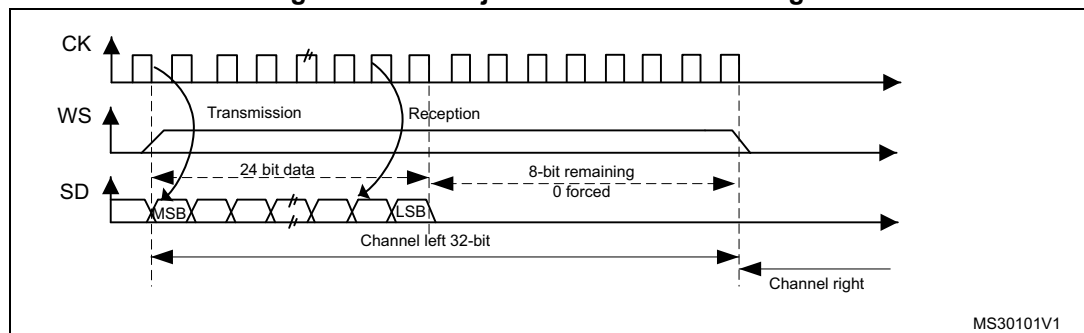 CK
Transmission
Reception
WS
24 bit data
8-bit remaining
0 forced
SD
MSB
LSB
Channel left 32-bit
Channel right
MS30101V1